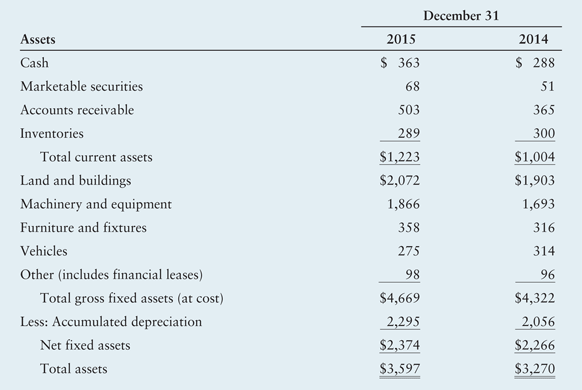 December 31
Assets 2015 2014
Cash $ 363 $ 288
Marketable securities 68 51
Accounts receivable 503 365
Inventories 289 300
Total current assets $1,223 $1,004
Land and buildings $2,072 $1,903
Machinery and equipment 1,866 1,693
Furniture and fixtures 358 316
Vehicles 275 314
Other (includes financial leases) 98 96
Total gross fixed assets (at cost) $4,669 $4,322
Less: Accumulated depreciation 2,295 2,056
Net fixed assets $2,374 $2,266
Total assets $3,597 $3,270